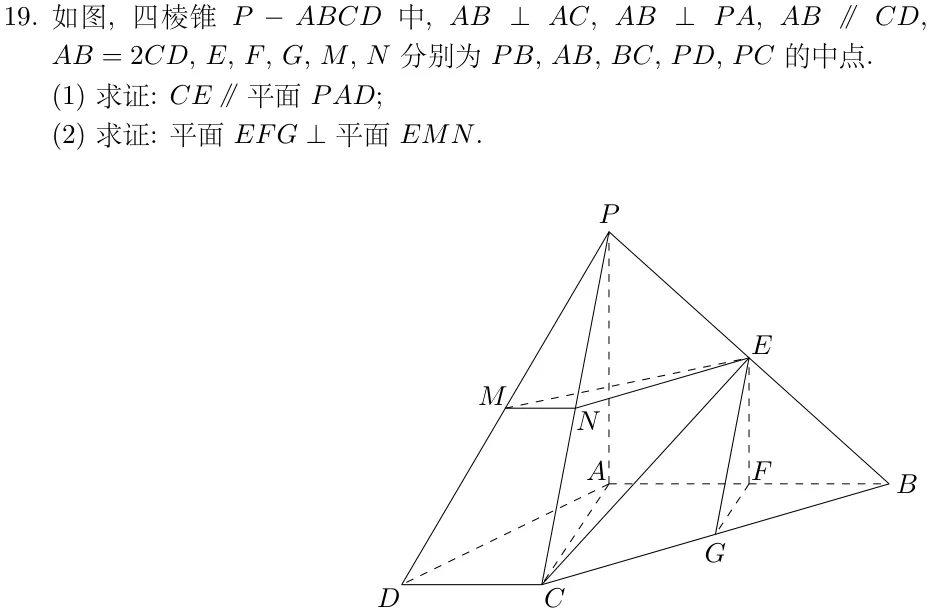 19. 如图, 四棱锥 P − ABCD 中, AB ⊥ AC, AB ⊥ PA, AB ∥ CD,
AB = 2CD, E, F, G, M, N 分别为 PB, AB, BC, PD, PC 的中点.
(1) 求证: CE ∥ 平面 PAD;
(2) 求证: 平面 EFG ⊥ 平面 EMN.
P
E
M
N
A
F
B
G
D
C